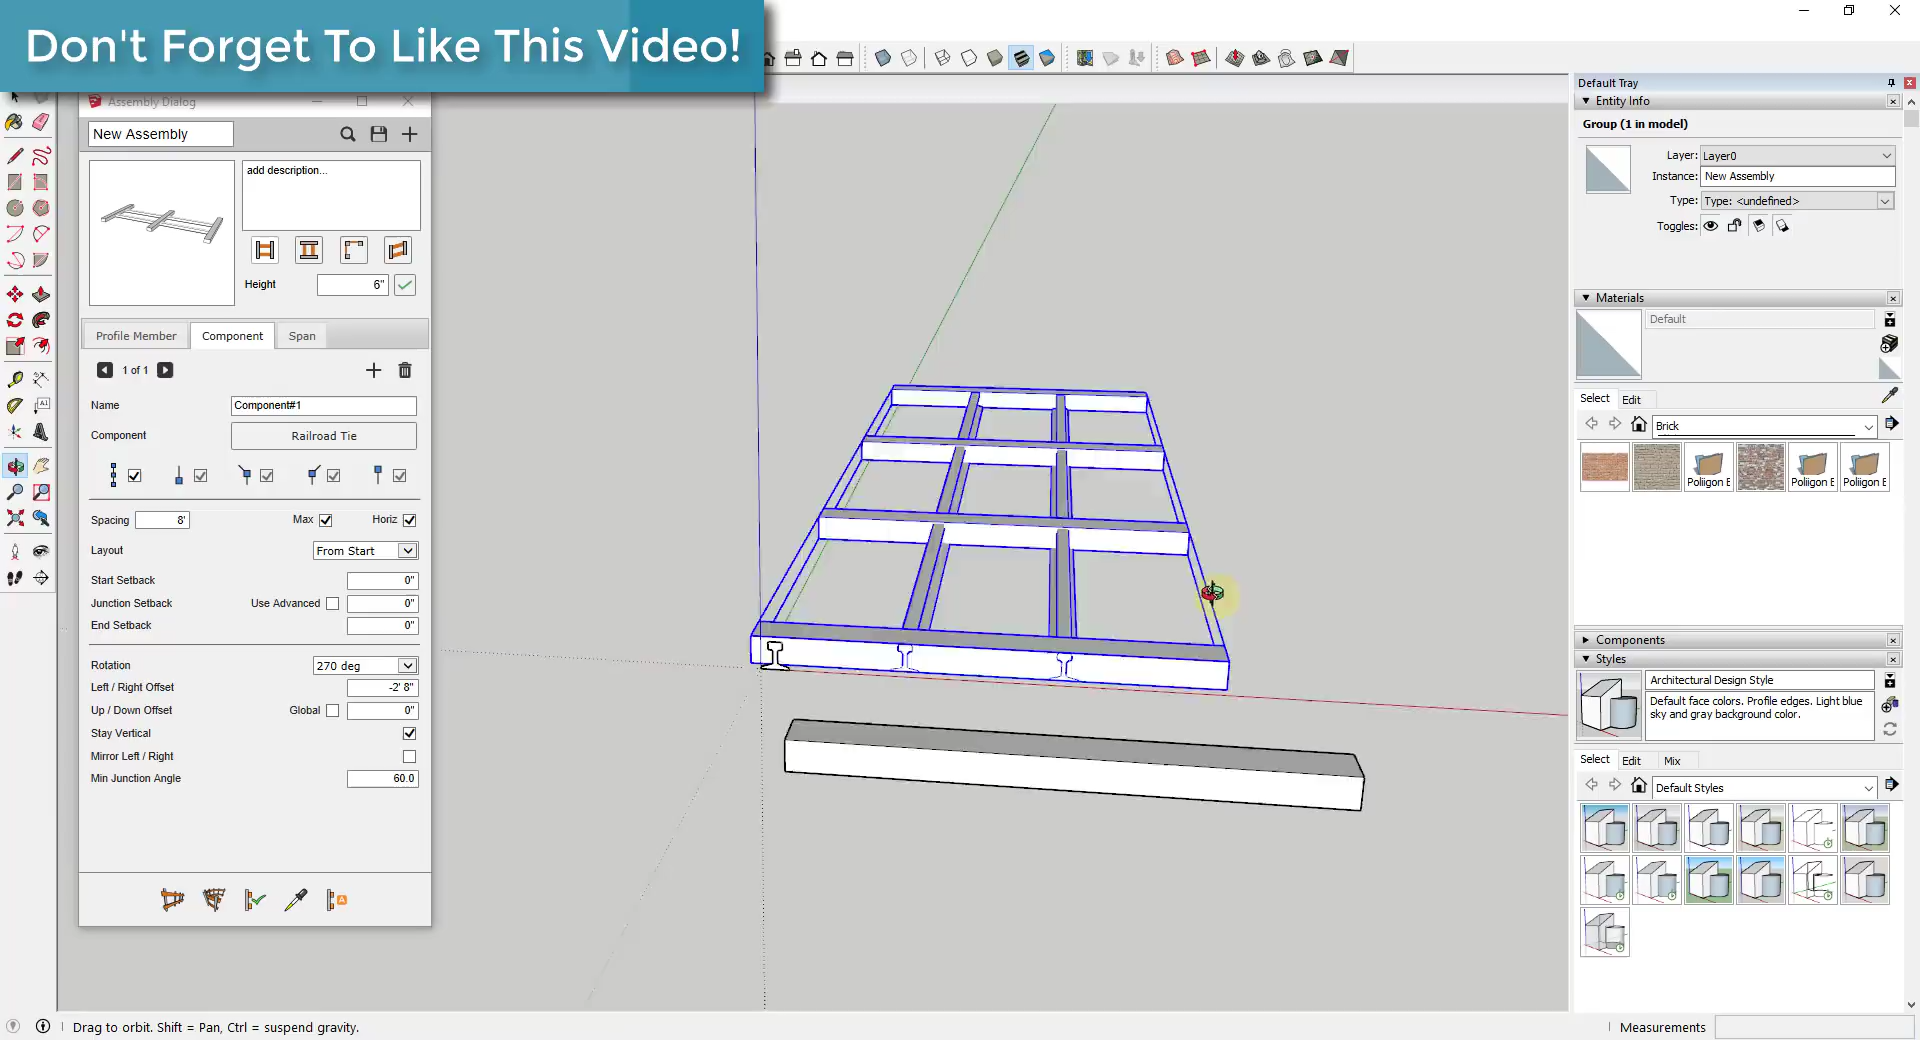 Don't Forget To Like This Video!
Assembly Dialog
New Assembly
add description...
Height 6"
Profile Member Component Span
1 of 1
Name Component#1
Component Railroad Tie
Spacing 8' Max Horiz
Layout From Start
Start Setback 0"
Junction Setback Use Advanced 0"
End Setback 0"
Rotation 270 deg
Left / Right Offset -2' 8"
Up / Down Offset Global 0"
Stay Vertical
Mirror Left / Right
Min Junction Angle 60.0
Default Tray
Entity Info
Group (1 in model)
Layer: Layer0
Instance: New Assembly
Type: Type: <undefined>
Toggles:
Materials
Default
Select Edit
Brick
Poliigon E Poliigon E Poliigon E
Components
Styles
Architectural Design Style
Default face colors. Profile edges. Light blue
sky and gray background color.
Select Edit Mix
Default Styles
Drag to orbit. Shift = Pan, Ctrl = suspend gravity.
Measurements